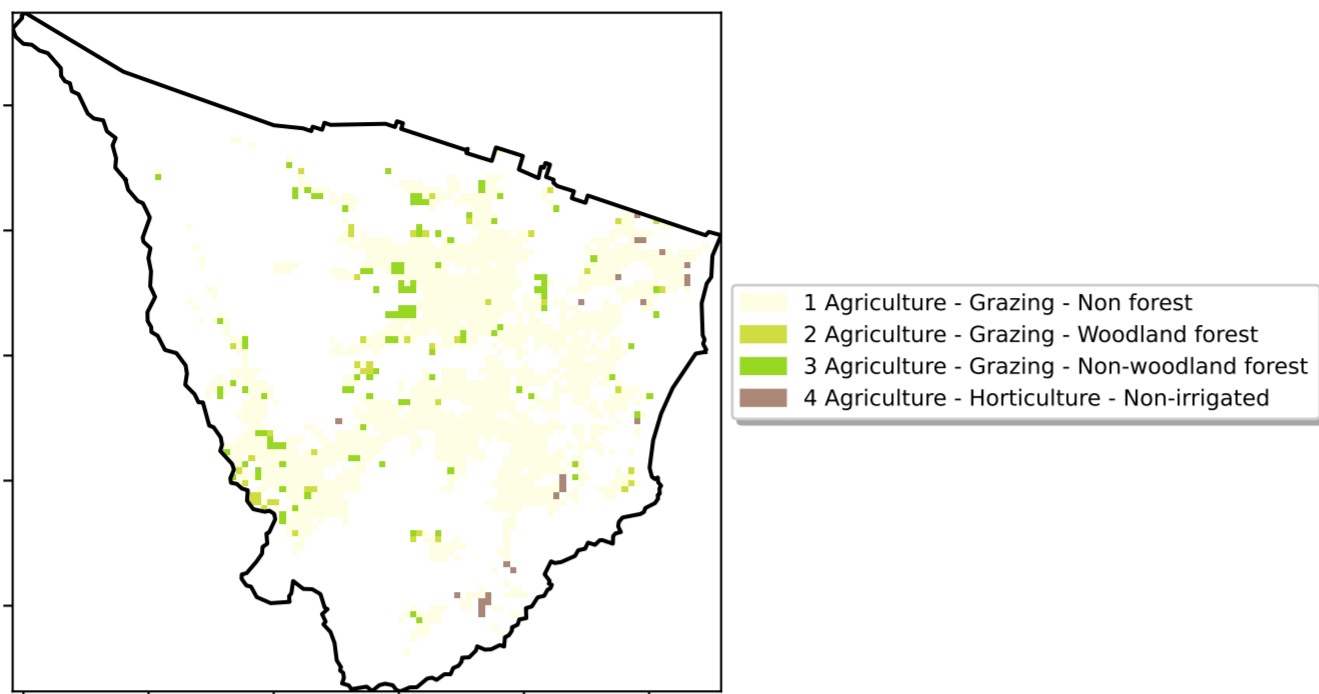 1 Agriculture - Grazing - Non forest
2 Agriculture - Grazing - Woodland forest
3 Agriculture - Grazing - Non-woodland forest
4 Agriculture - Horticulture - Non-irrigated